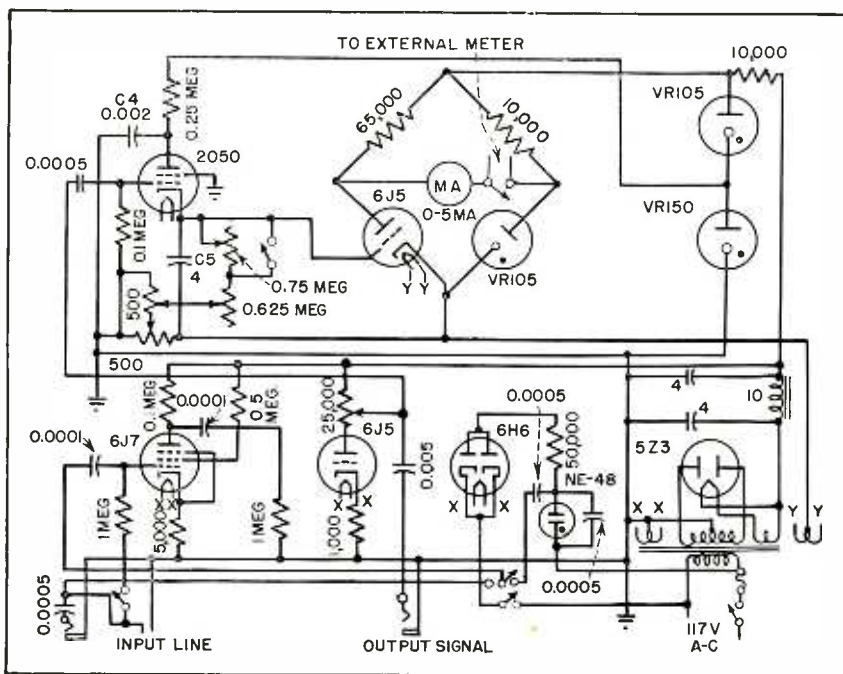 TO EXTERNAL METER
10,000
C4
0.002
0.25 MEG
VR105
65,000
10,000
0.0005
2050
MA
0-5MA
6J5
VR150
0.1 MEG
C5
4
0.75 MEG
0.625 MEG
Y Y
VR105
500
500
0.1 MEG
0.0001
0.5 MEG
25,000
0.0005
4
4
10
0.0001
6J7
6J5
6H6
50,000
NE-48
5Z3
0.005
X X
X X
X X
X X
Y Y
1 MEG
5,000
1 MEG
1,000
0.0005
0.0005
INPUT LINE
OUTPUT SIGNAL
117V
A-C